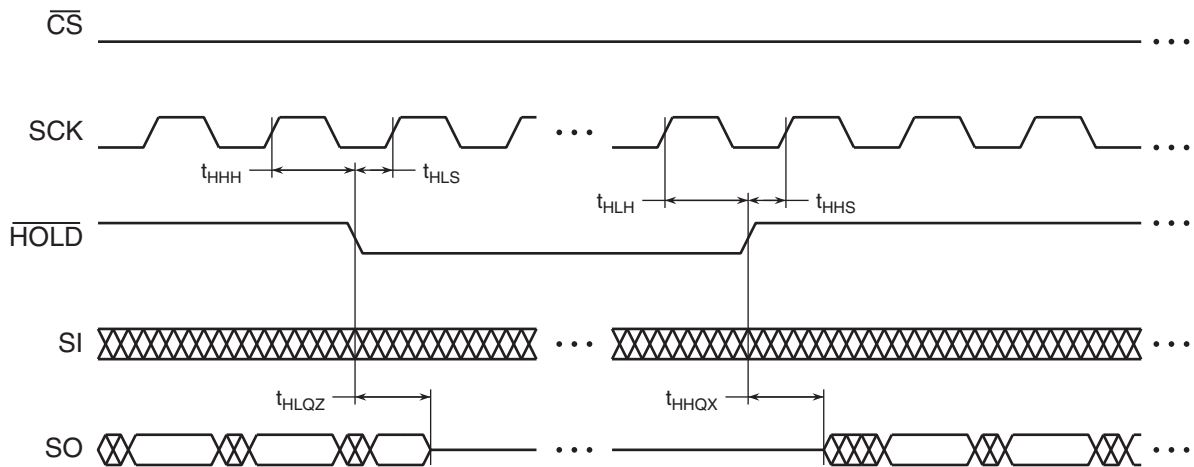 CS
SCK
tHHH
tHLS
tHLH
tHHS
HOLD
SI
tHLQZ
tHHQX
SO